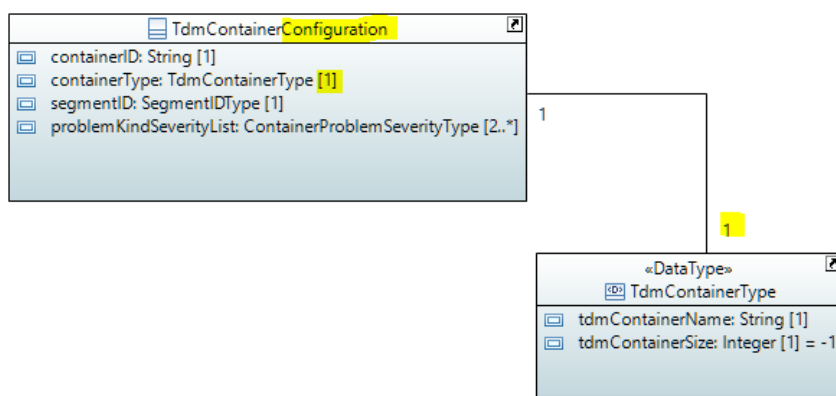 TdmContainerConfiguration
containerID: String [1]
containerType: TdmContainerType [1]
segmentID: SegmentIDType [1]
problemKindSeverityList: ContainerProblemSeverityType [2..*]
1
1
«DataType»
«D» TdmContainerType
tdmContainerName: String [1]
tdmContainerSize: Integer [1] = -1